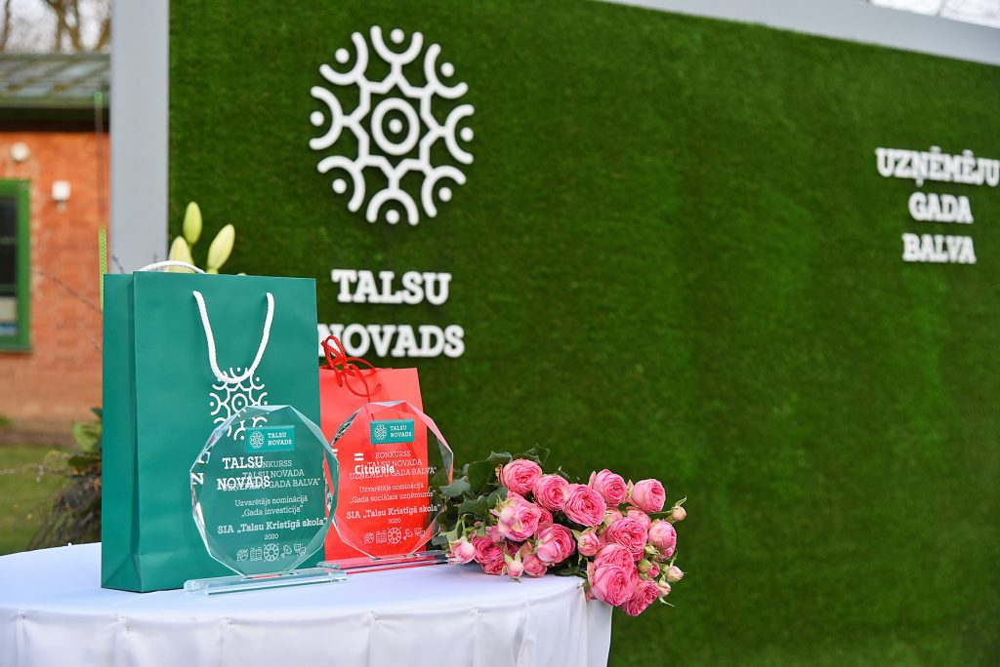 TALSU
NOVADS
UZŅĒMĒJU
GADA
BALVA
TALSU
NOVADS
TALSU
NOVADS
KONKURSS
"TALSU NOVADA
UZŅĒMĒJU GADA BALVA"
Uzvarētājs nominācijā
„Gada investīcija"
SIA „Talsu Kristīgā skola"
2020
Citadele
TALSU
NOVADS
KONKURSS
"TALSU NOVADA
UZŅĒMĒJU GADA BALVA"
Uzvarētājs nominācijā
„Gada sociālais uzņēmums"
SIA „Talsu Kristīgā skola"
2020